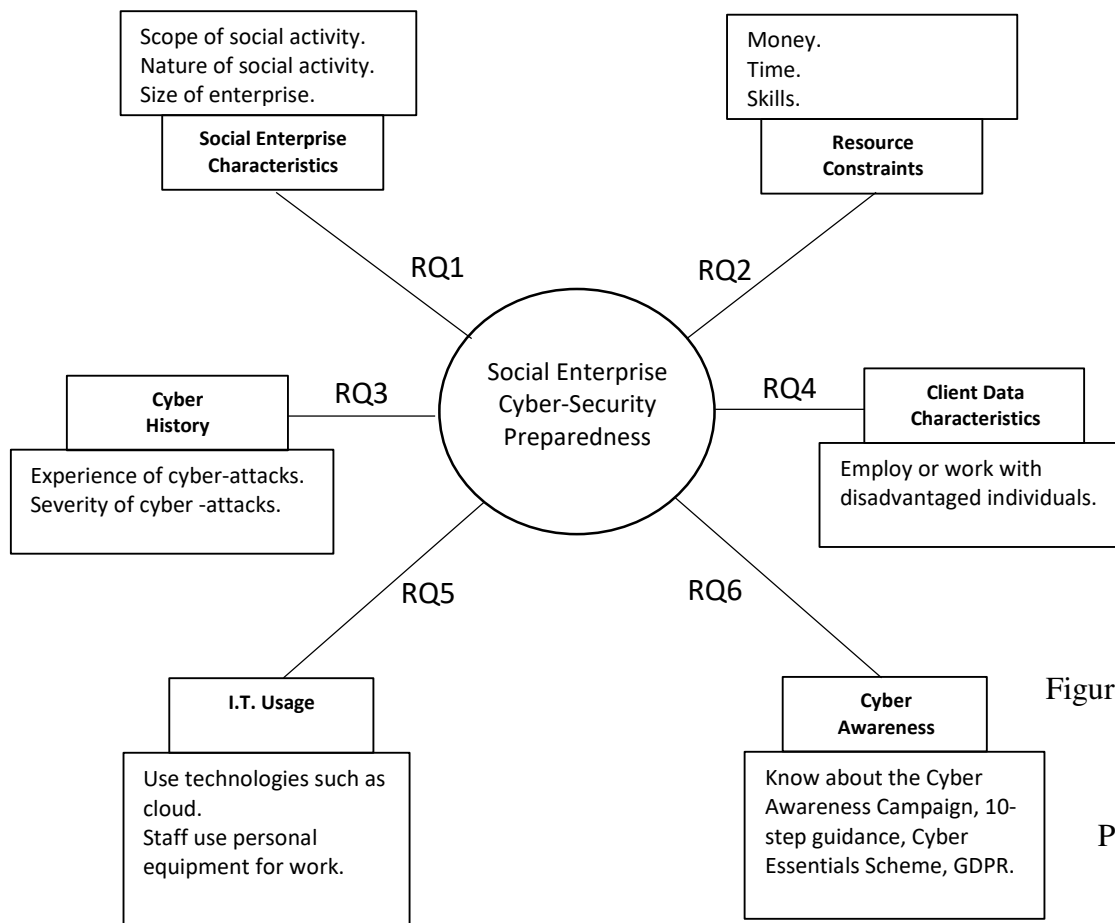 Scope of social activity.
Nature of social activity.
Size of enterprise.
Social Enterprise
Characteristics
Money.
Time.
Skills.
Resource
Constraints
RQ1
RQ2
Social Enterprise
Cyber-Security
Preparedness
Cyber
History
Experience of cyber-attacks.
Severity of cyber -attacks.
RQ3
RQ4
Client Data
Characteristics
Employ or work with
disadvantaged individuals.
RQ5
RQ6
I.T. Usage
Use technologies such as
cloud.
Staff use personal
equipment for work.
Cyber
Awareness
Know about the Cyber
Awareness Campaign, 10-
step guidance, Cyber
Essentials Scheme, GDPR.
Figur
P